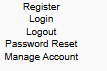 Register
Login
Logout
Password Reset
Manage Account